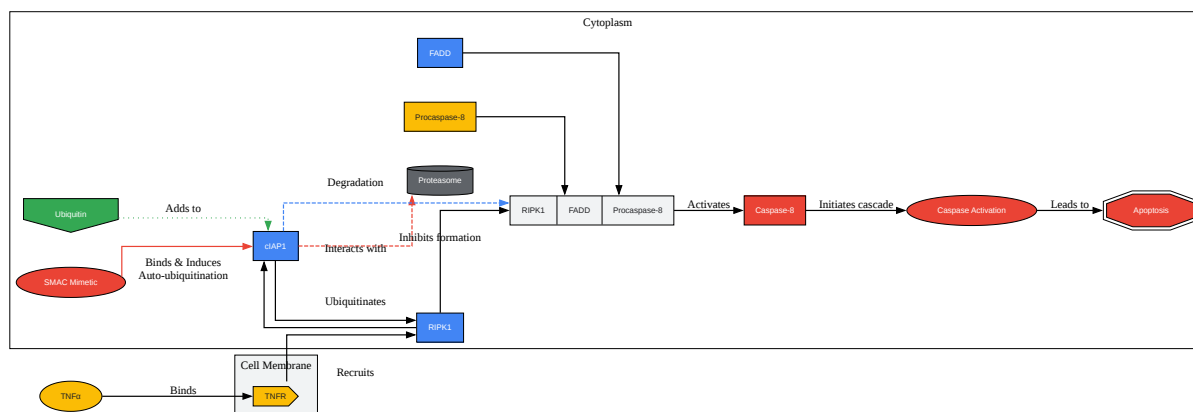 Cytoplasm
FADD
Procaspase-8
Proteasome
Degradation
Ubiquitin
Adds to
RIPK1
FADD
Procaspase-8
Activates
Caspase-8
Initiates cascade
Caspase Activation
Leads to
Apoptosis
cIAP1
Interacts with
Inhibits formation
Binds & Induces
Auto-ubiquitination
SMAC Mimetic
Ubiquitinates
RIPK1
Cell Membrane
Recruits
TNFα
Binds
TNFR